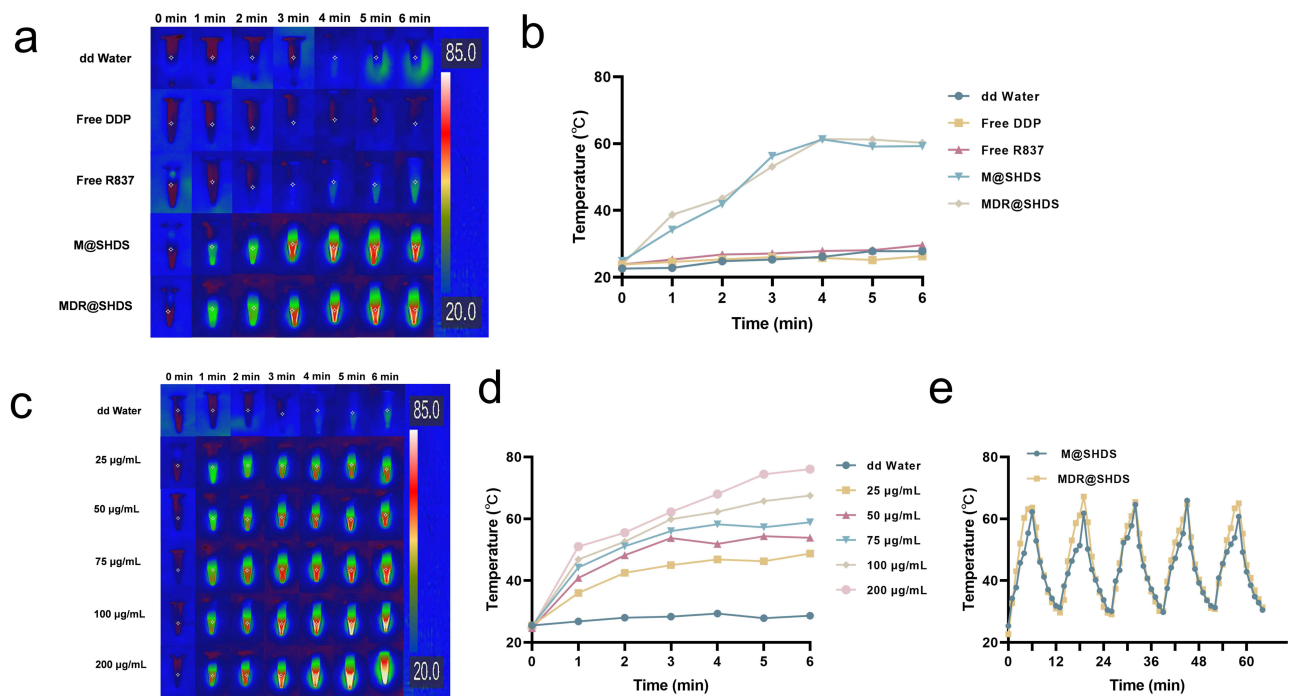 a
0 min 1 min 2 min 3 min 4 min 5 min 6 min
dd Water
Free DDP
Free R837
M@SHDS
MDR@SHDS
85.0
20.0
b
Temperature (°C)
80
60
40
20
0 1 2 3 4 5 6
Time (min)
dd Water
Free DDP
Free R837
M@SHDS
MDR@SHDS
c
0 min 1 min 2 min 3 min 4 min 5 min 6 min
dd Water
25 μg/mL
50 μg/mL
75 μg/mL
100 μg/mL
200 μg/mL
85.0
20.0
d
Temperature (°C)
80
60
40
20
0 1 2 3 4 5 6
Time (min)
dd Water
25 μg/mL
50 μg/mL
75 μg/mL
100 μg/mL
200 μg/mL
e
M@SHDS
MDR@SHDS
Temperature (°C)
80
60
40
20
0 12 24 36 48 60
Time (min)